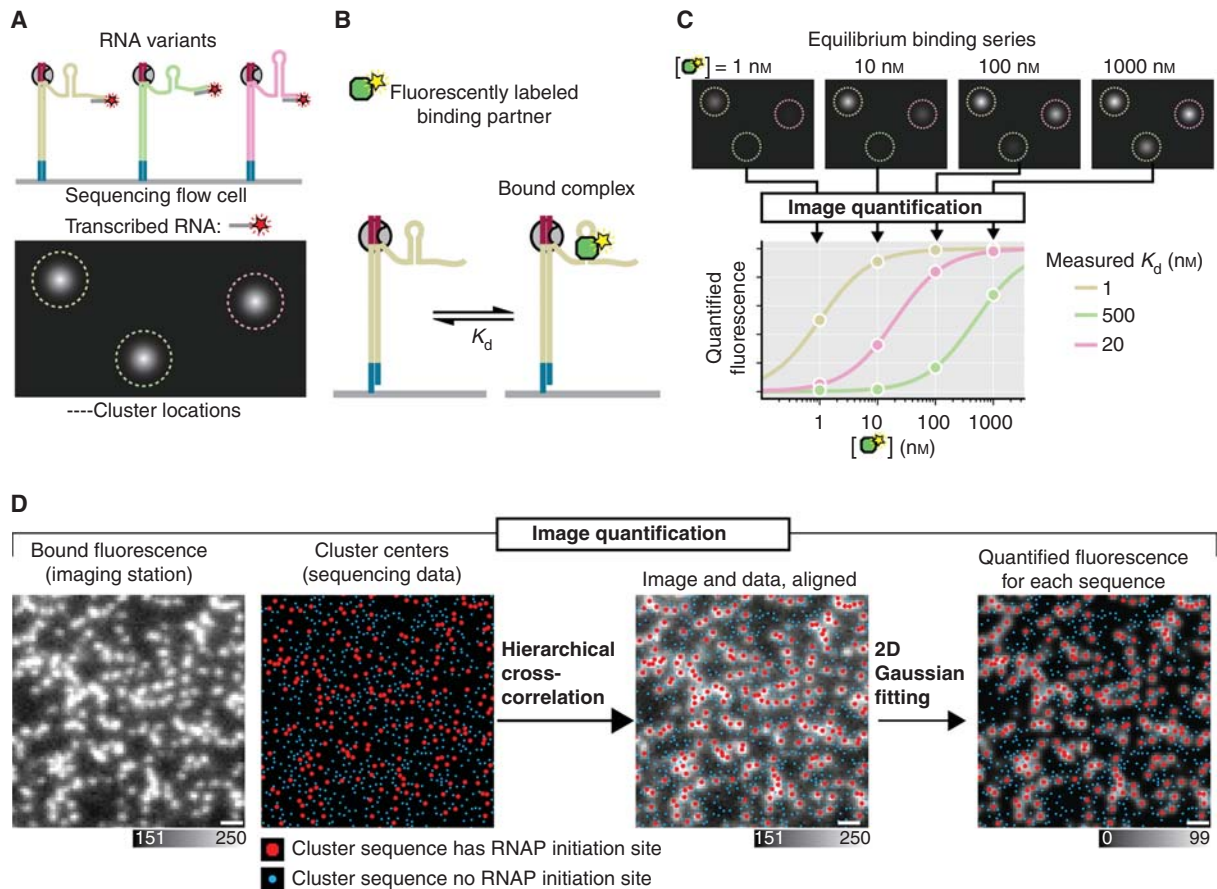 A
RNA variants
Sequencing flow cell
Transcribed RNA:
----Cluster locations
B
Fluorescently labeled
binding partner
Bound complex
Kd
C
Equilibrium binding series
[ ] = 1 nM
10 nM
100 nM
1000 nM
Image quantification
Quantified
fluorescence
1
10
100
1000
[ ] (nM)
Measured Kd (nM)
1
500
20
D
Image quantification
Bound fluorescence
(imaging station)
151 250
Cluster centers
(sequencing data)
Cluster sequence has RNAP initiation site
Cluster sequence no RNAP initiation site
Hierarchical
cross-
correlation
Image and data, aligned
151 250
2D
Gaussian
fitting
Quantified fluorescence
for each sequence
0 99